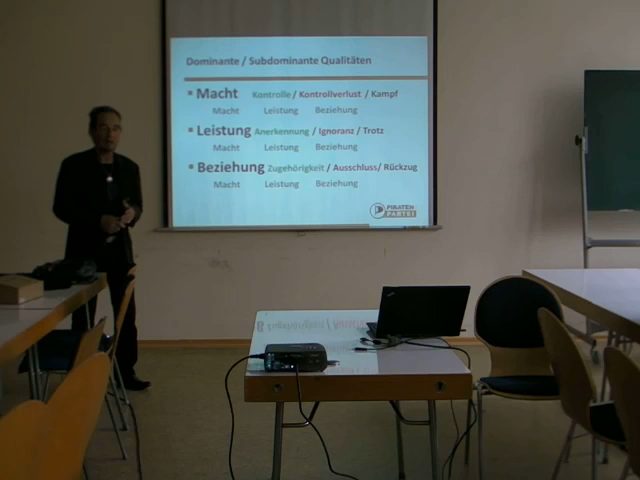 Dominante / Subdominante Qualitäten
Macht Kontrolle / Kontrollverlust / Kampf
Macht Leistung Beziehung
Leistung Anerkennung / Ignoranz / Trotz
Macht Leistung Beziehung
Beziehung Zugehörigkeit / Ausschluss/ Rückzug
Macht Leistung Beziehung
PIRATEN
PARTEI